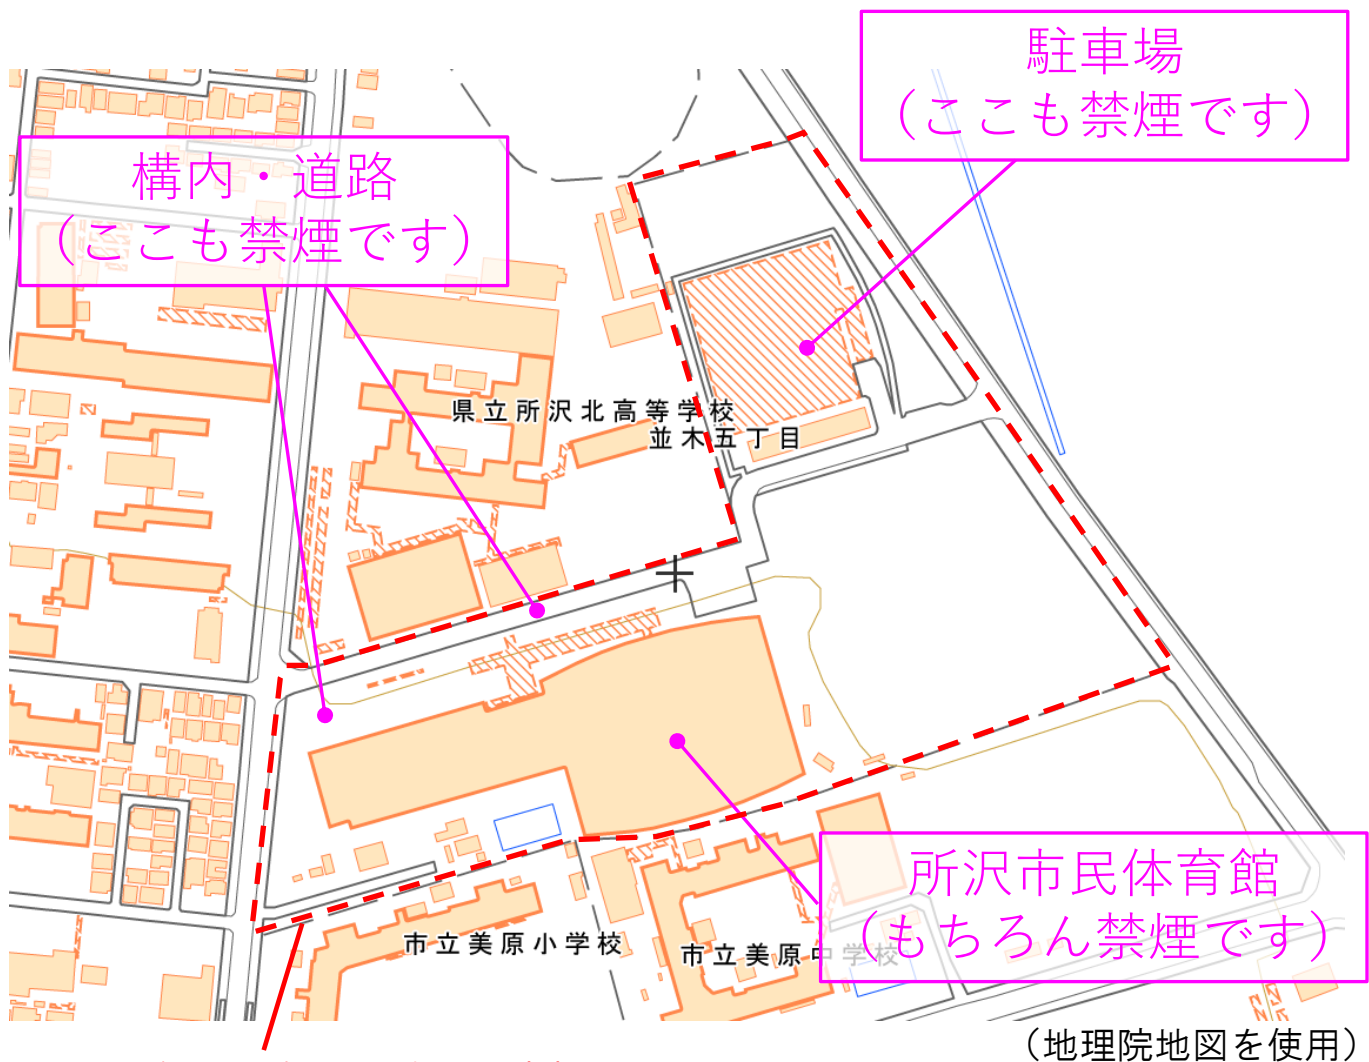 駐車場
（ここも禁煙です）
構内・道路
（ここも禁煙です）
県立所沢北高等学校
並木五丁目
所沢市民体育館
（もちろん禁煙です）
市立美原小学校
市立美原中学校
（地理院地図を使用）